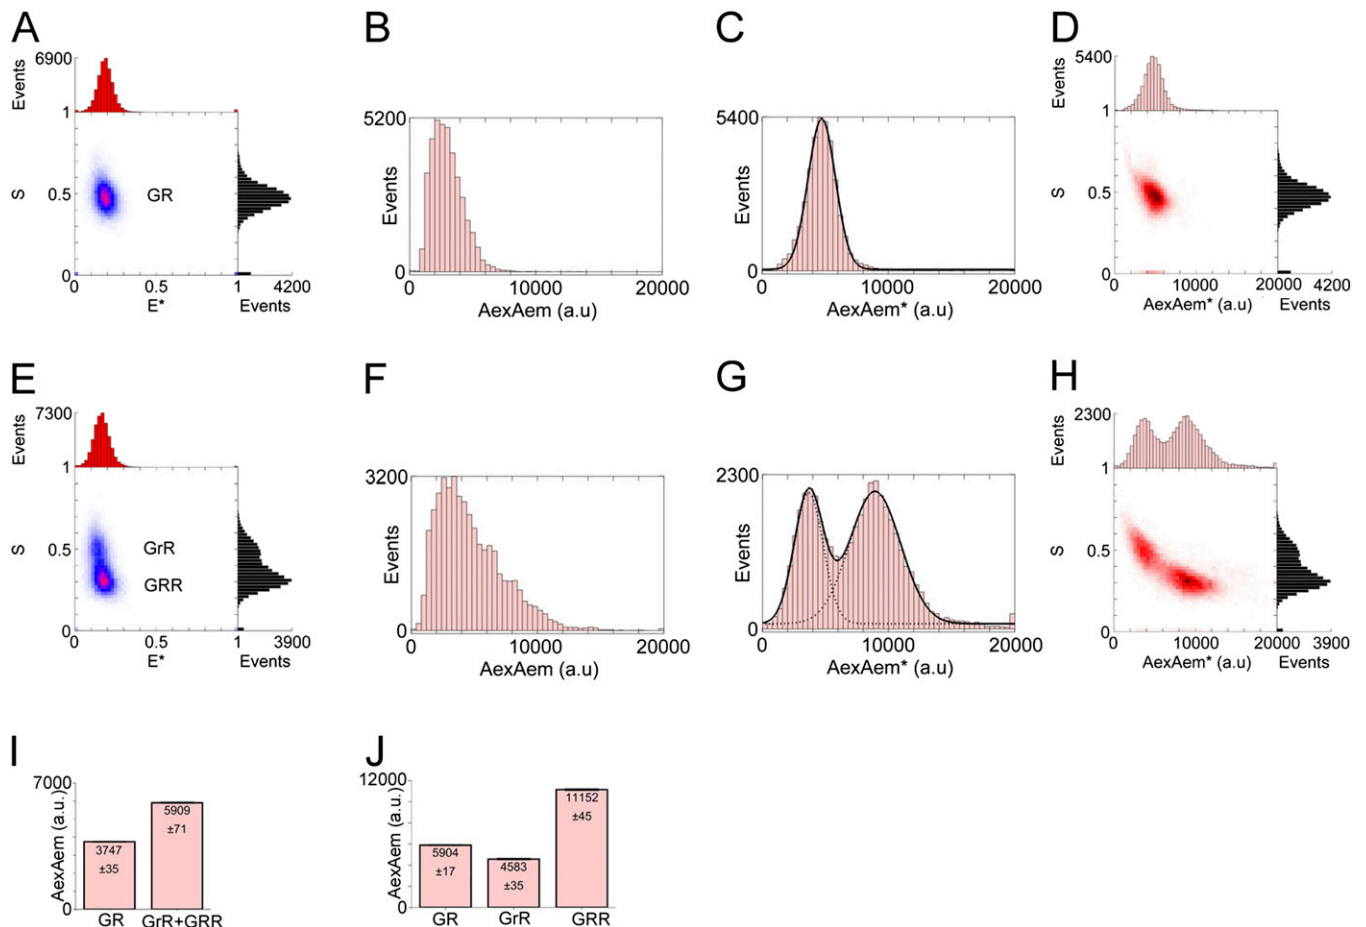 A
Events
6900
1
S
0.5
0
GR
0
0.5
1
4200
E*
Events
B
5200
Events
0
0
10000
20000
AexAem (a.u)
C
5400
Events
0
0
10000
20000
AexAem* (a.u)
D
Events
5400
1
S
0.5
0
0
10000
20000
4200
AexAem* (a.u)
Events
E
Events
7300
1
S
0.5
0
GrR
GRR
0
0.5
1
3900
E*
Events
F
3200
Events
0
0
10000
20000
AexAem (a.u)
G
2300
Events
0
0
10000
20000
AexAem* (a.u)
H
Events
2300
1
S
0.5
0
0
10000
20000
3900
AexAem* (a.u)
Events
I
AexAem (a.u.)
7000
0
3747
±35
5909
±71
GR
GrR+GRR
J
AexAem (a.u.)
12000
0
5904
±17
4583
±35
11152
±45
GR
GrR
GRR